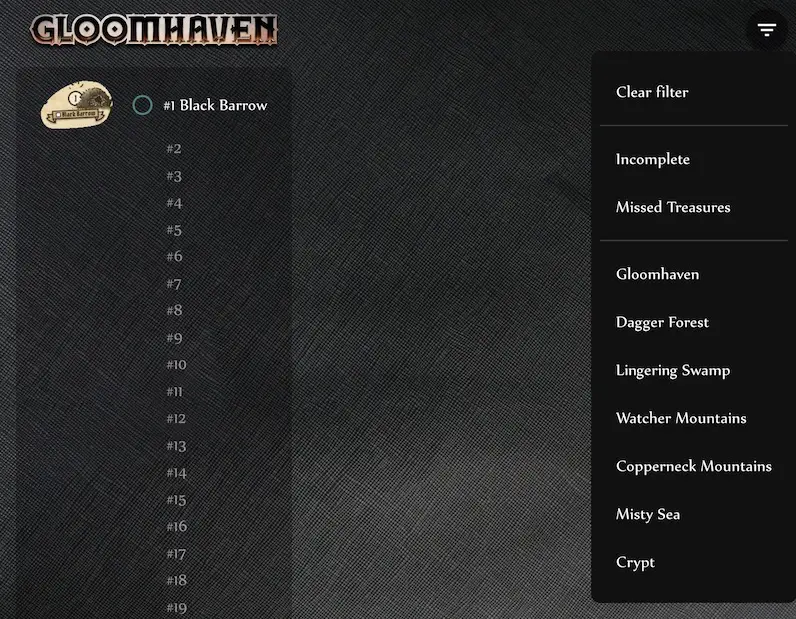 GLOOMHAVEN
1
Black Barrow
#1 Black Barrow
#2
#3
#4
#5
#6
#7
#8
#9
#10
#11
#12
#13
#14
#15
#16
#17
#18
#19
Clear filter
Incomplete
Missed Treasures
Gloomhaven
Dagger Forest
Lingering Swamp
Watcher Mountains
Copperneck Mountains
Misty Sea
Crypt